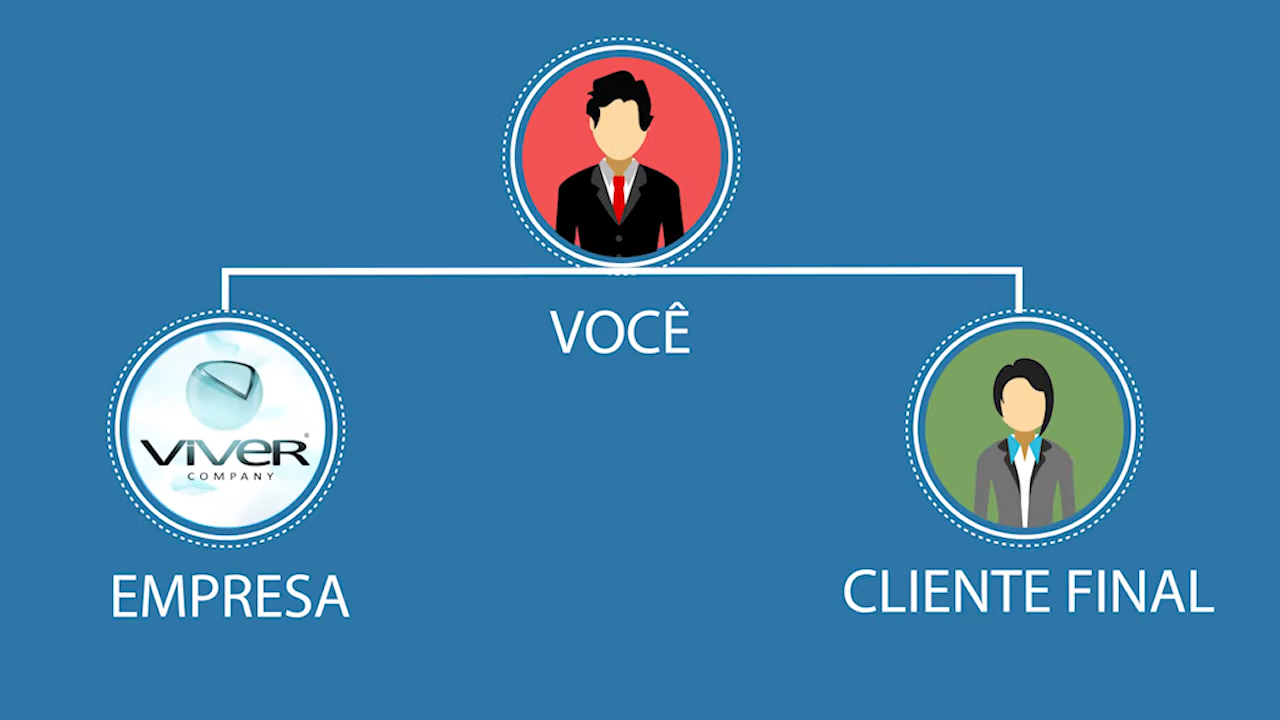 VOCÊ
VIVER®
COMPANY
EMPRESA
CLIENTE FINAL